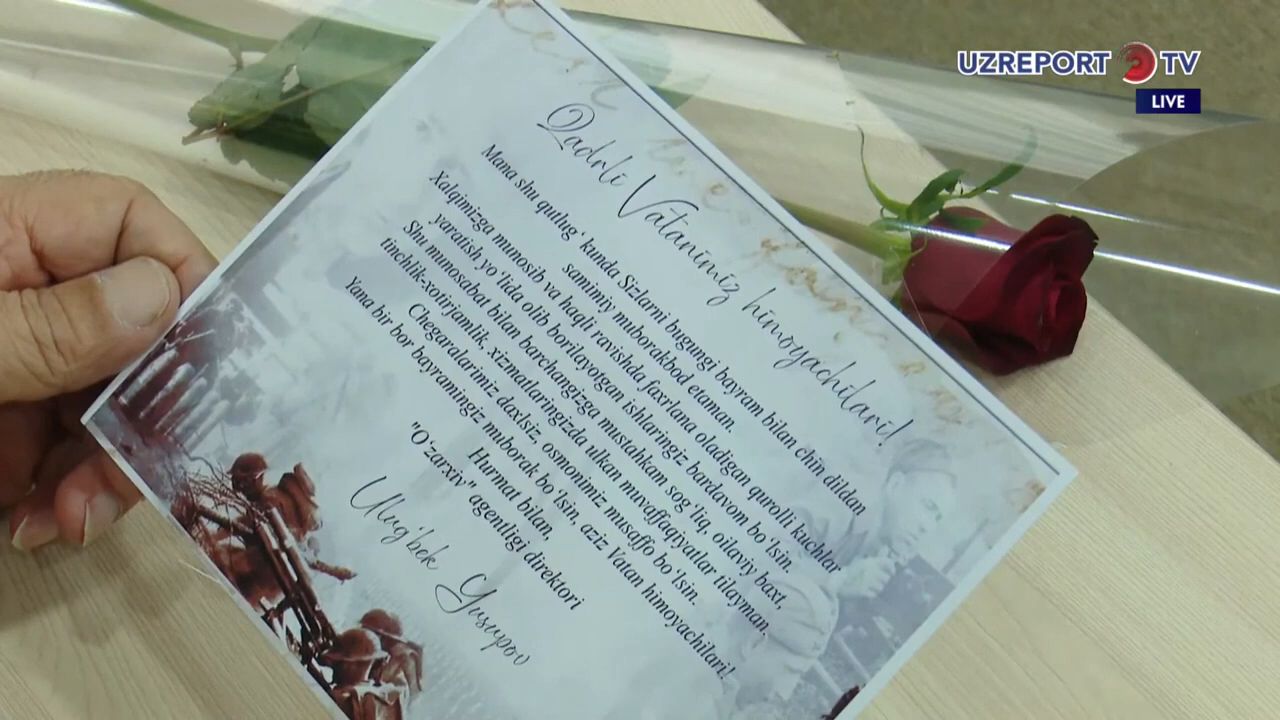 UZREPORT TV
LIVE
Qadrli Vatanimiz himoyachilari!
Mana shu qutlug‘ kunda Sizlarni bugungi bayram bilan chin dildan
samimiy muborakbod etaman.
Xalqimizga munosib va haqli ravishda faxrlana oladigan qurolli kuchlar
yaratish yo‘lida olib borilayotgan ishlaringiz bardavom bo‘lsin.
Shu munosabat bilan barchangizga mustahkam sog‘liq, oilaviy baxt,
tinchlik-xotirjamlik, xizmatlaringizda ulkan muvaffaqiyatlar tilayman.
Chegaralarimiz daxlsiz, osmonimiz musaffo bo‘lsin.
Yana bir bor bayramingiz muborak bo‘lsin, aziz Vatan himoyachilari!
Hurmat bilan,
"O‘zarxiv" agentligi direktori
Ulug‘bek Yusupov